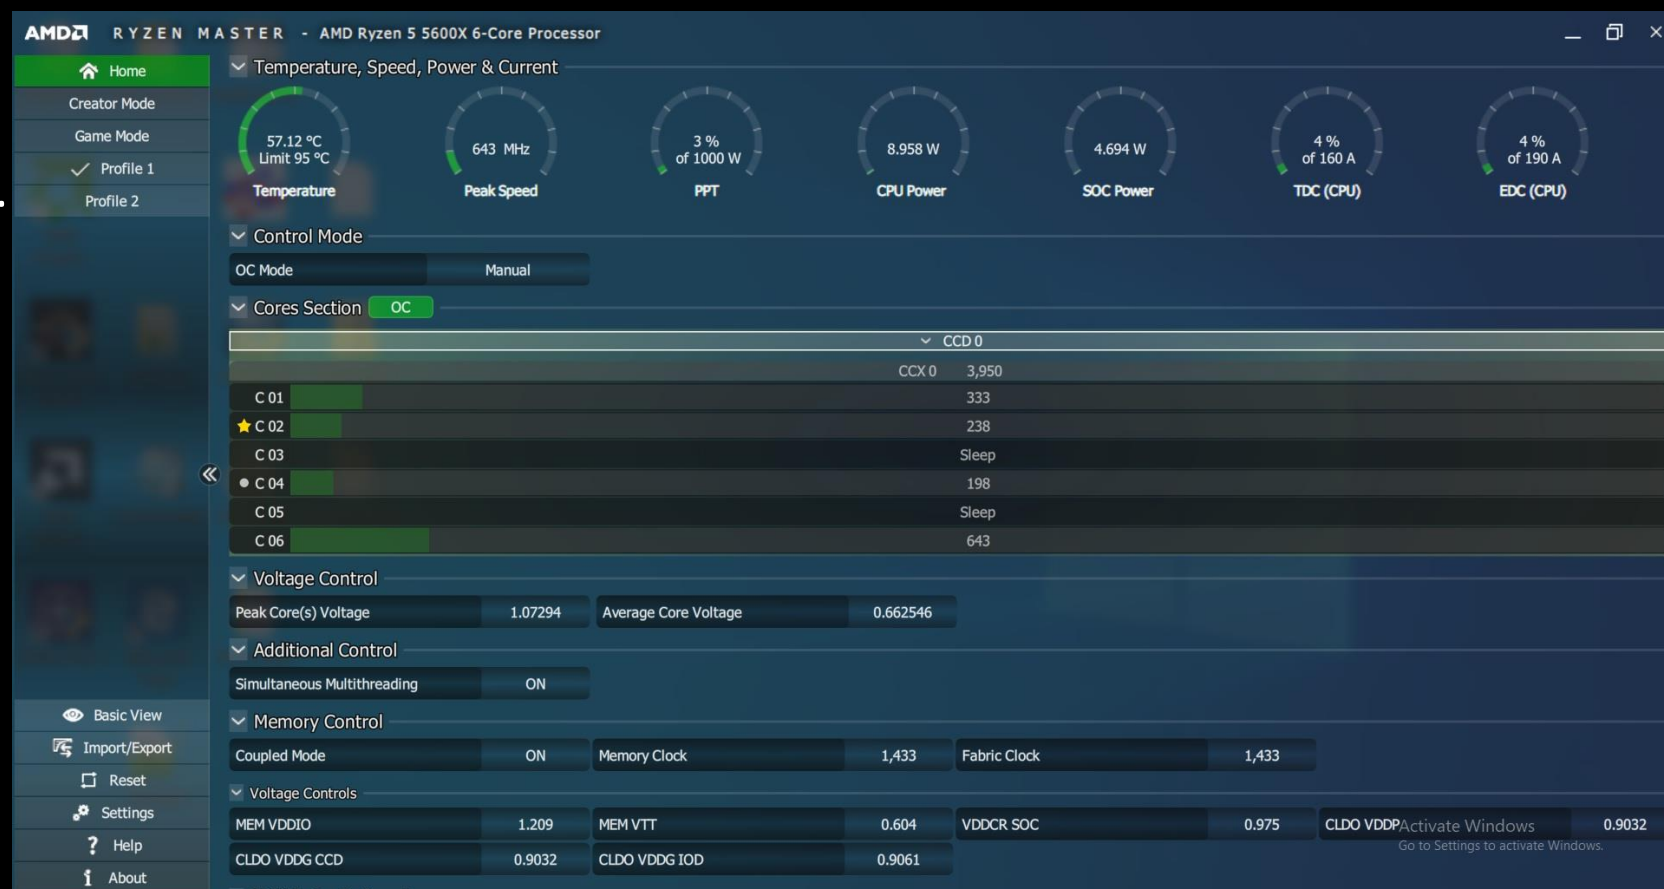 AMD RYZEN MASTER - AMD Ryzen 5 5600X 6-Core Processor
Home
Creator Mode
Game Mode
Profile 1
Profile 2
Temperature, Speed, Power & Current
57.12 °C
Limit 95 °C
Temperature
643 MHz
Peak Speed
3 %
of 1000 W
PPT
8.958 W
CPU Power
4.694 W
SOC Power
4 %
of 160 A
TDC (CPU)
4 %
of 190 A
EDC (CPU)
Control Mode
OC Mode Manual
Cores Section OC
CCD 0
CCX 0 3,950
C 01 333
C 02 238
C 03 Sleep
C 04 198
C 05 Sleep
C 06 643
Voltage Control
Peak Core(s) Voltage 1.07294 Average Core Voltage 0.662546
Additional Control
Simultaneous Multithreading ON
Memory Control
Coupled Mode ON Memory Clock 1,433 Fabric Clock 1,433
Voltage Controls
MEM VDDIO 1.209 MEM VTT 0.604 VDDCR SOC 0.975 CLDO VDDP 0.9032
CLDO VDDG CCD 0.9032 CLDO VDDG IOD 0.9061
Basic View
Import/Export
Reset
Settings
Help
About
Activate Windows
Go to Settings to activate Windows.